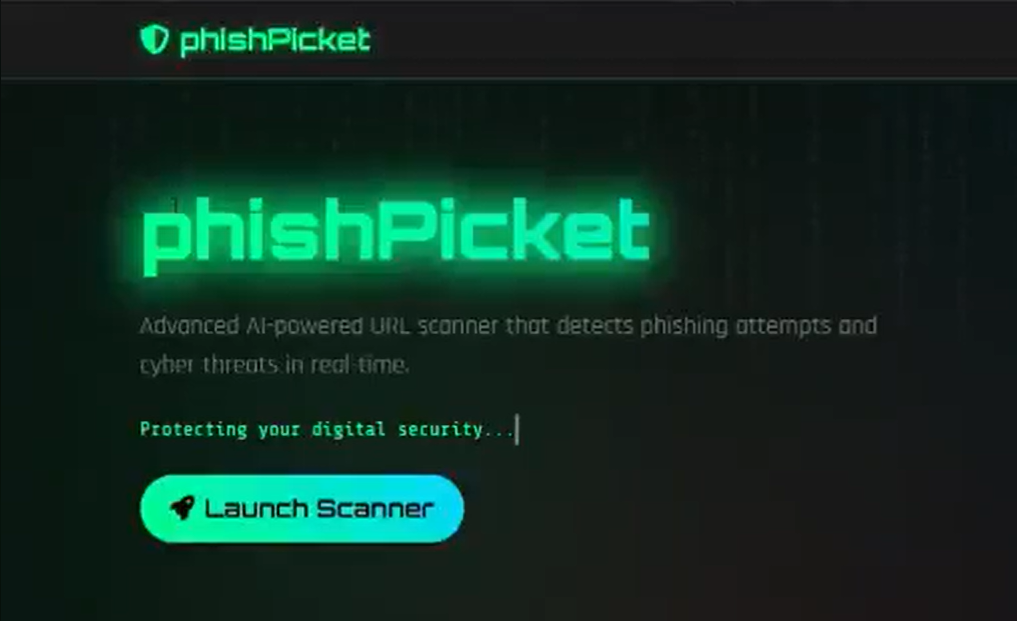 phishPicket
phishPicket
Advanced AI-powered URL scanner that detects phishing attempts and
cyber threats in real-time.
Protecting your digital security...
Launch Scanner